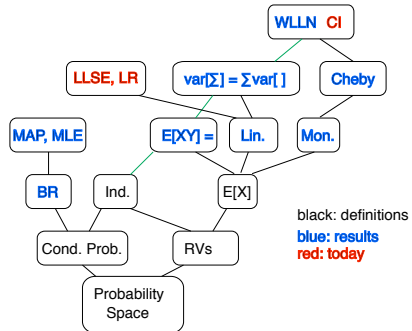 WLLN CI
LLSE, LR
var[Σ] = Σvar[ ]
Cheby
MAP, MLE
E[XY] =
Lin.
Mon.
BR
Ind.
E[X]
black: definitions
blue: results
red: today
Cond. Prob.
RVs
Probability
Space